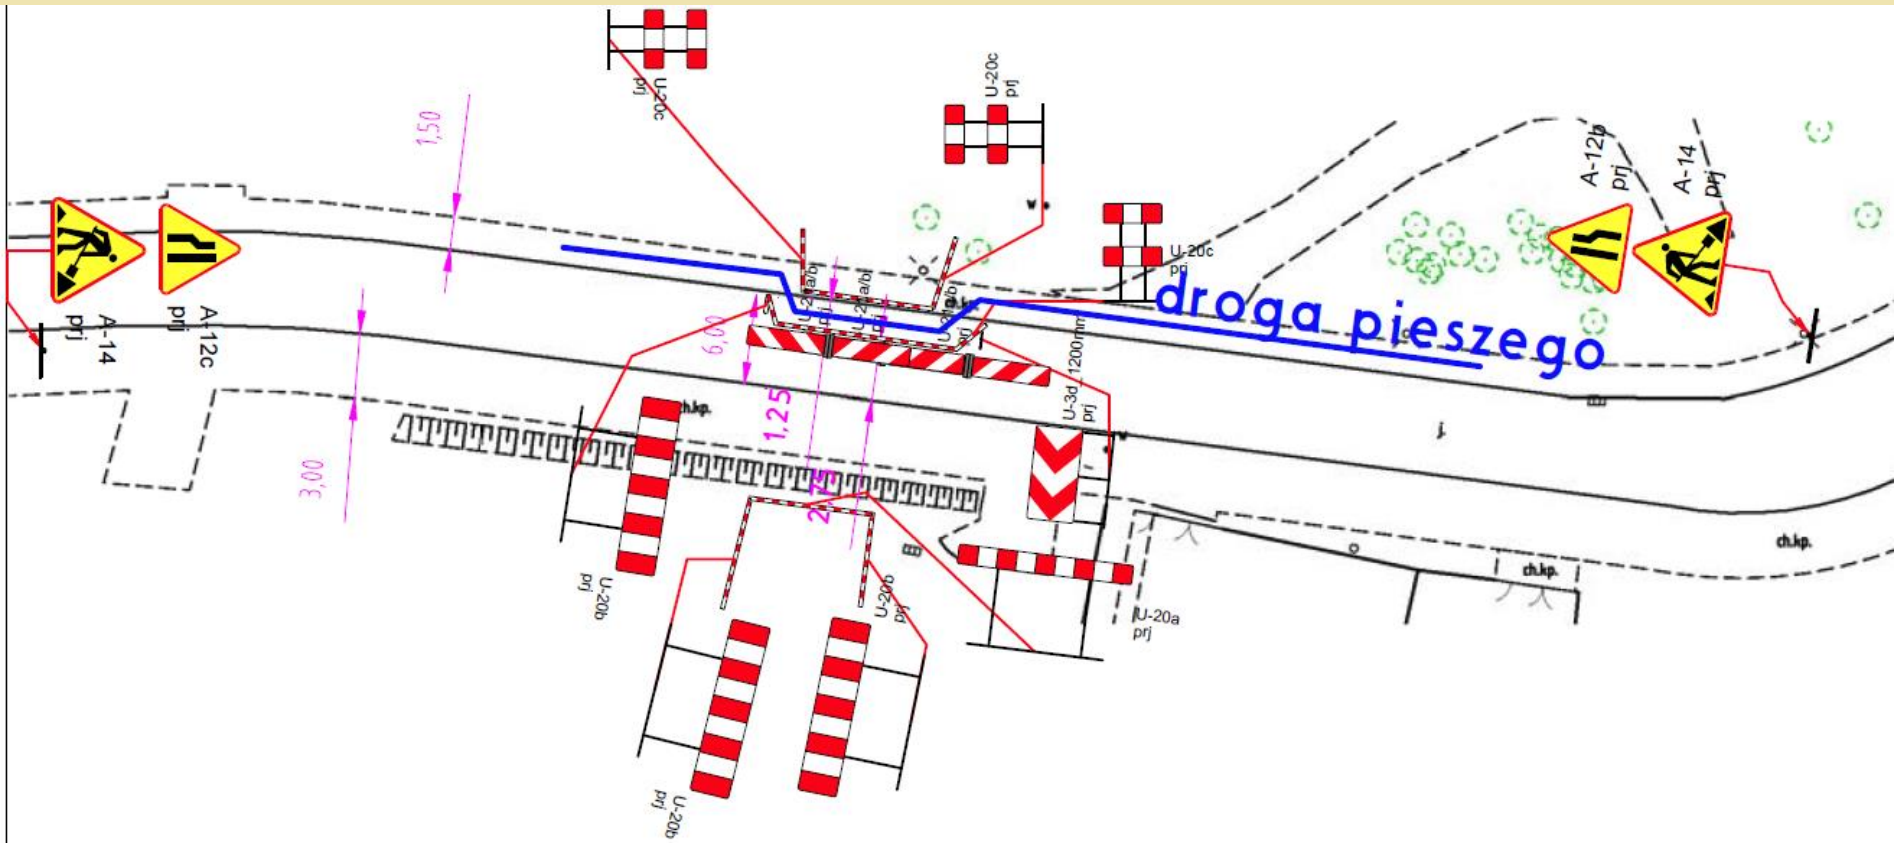 U-20c
prj
U-20c
prj
1,50
A-12b
prj
A-14
prj
U-20c
prj
droga pieszego
A-14
prj
A-12c
prj
6,00
U-3d_1200mm
prj
ch.kp.
1,25
j.
3,00
2,75
ch.kp.
ch.kp.
U-20b
prj
U-20b
prj
U-20a
prj
U-20b
prj